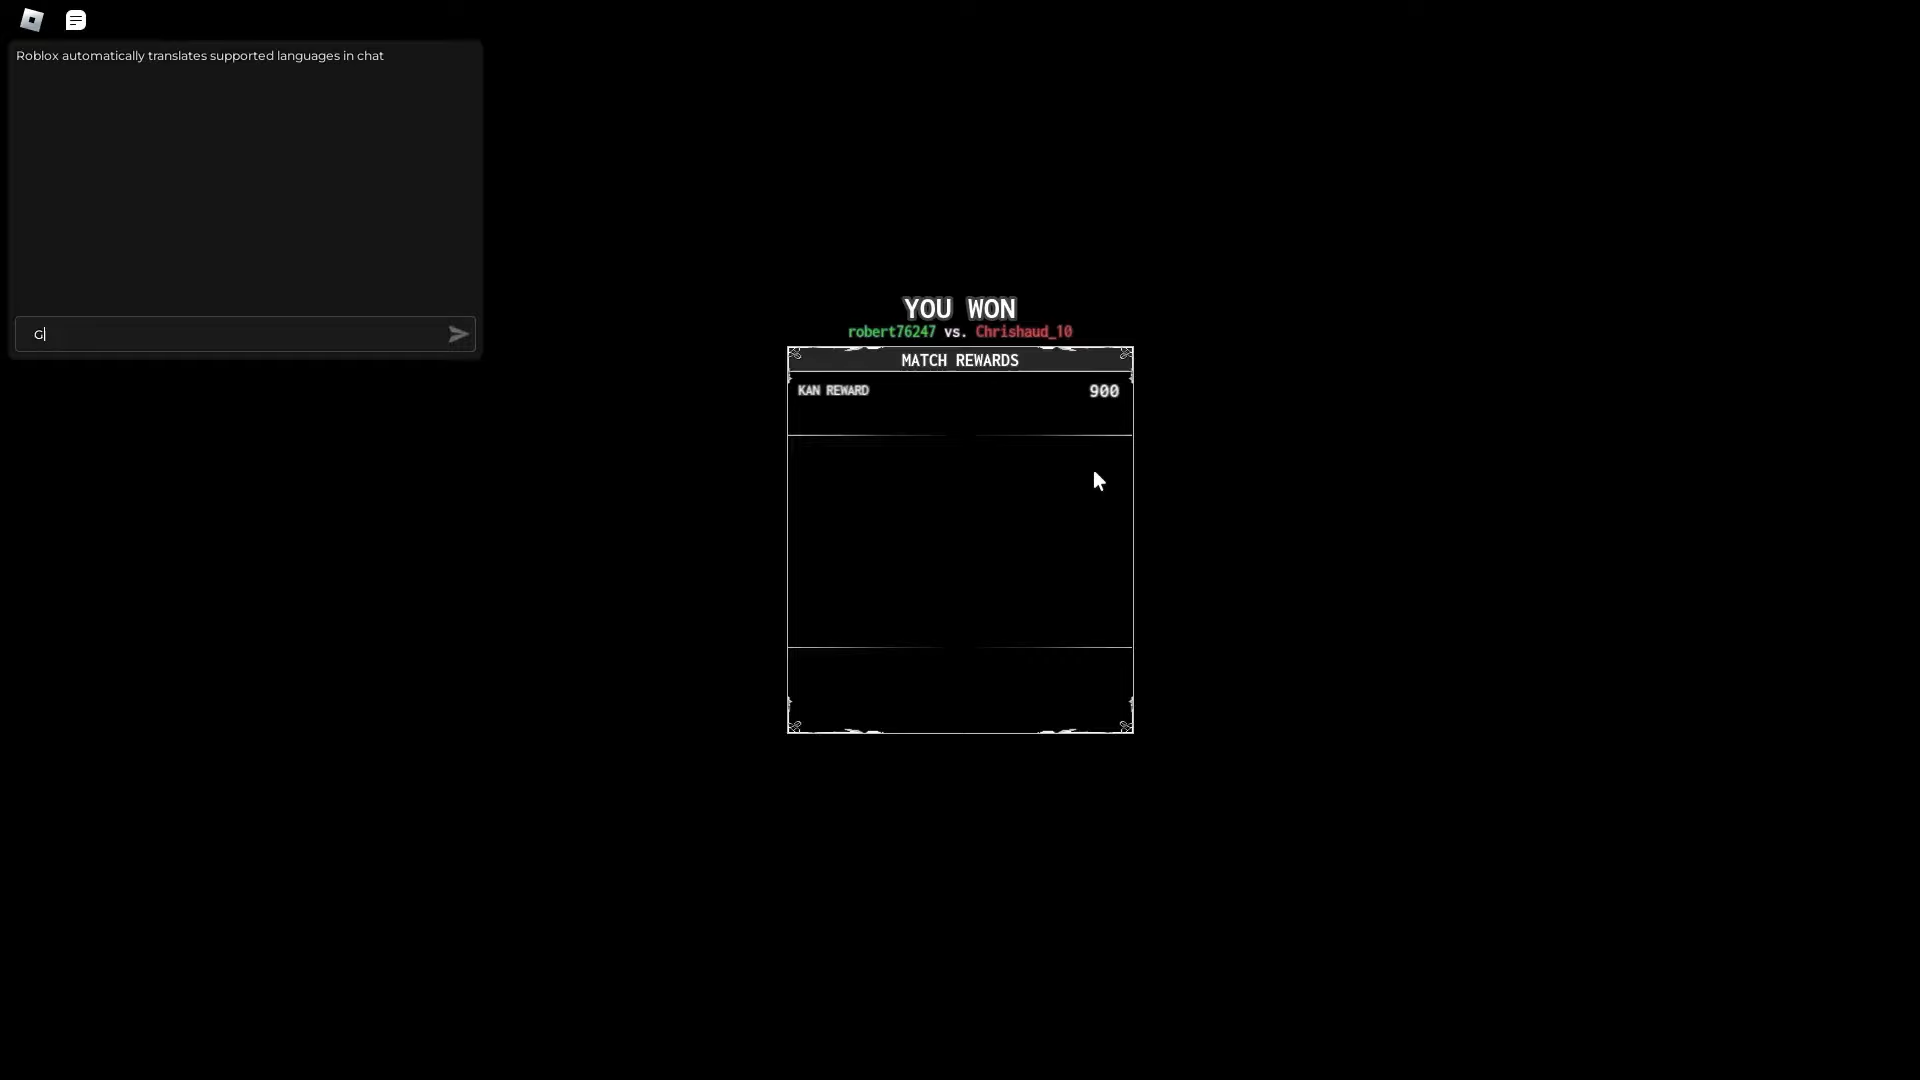 Roblox automatically translates supported languages in chat
G
YOU WON
robert76247 vs. Chrishaud_10
MATCH REWARDS
KAN REWARD 900